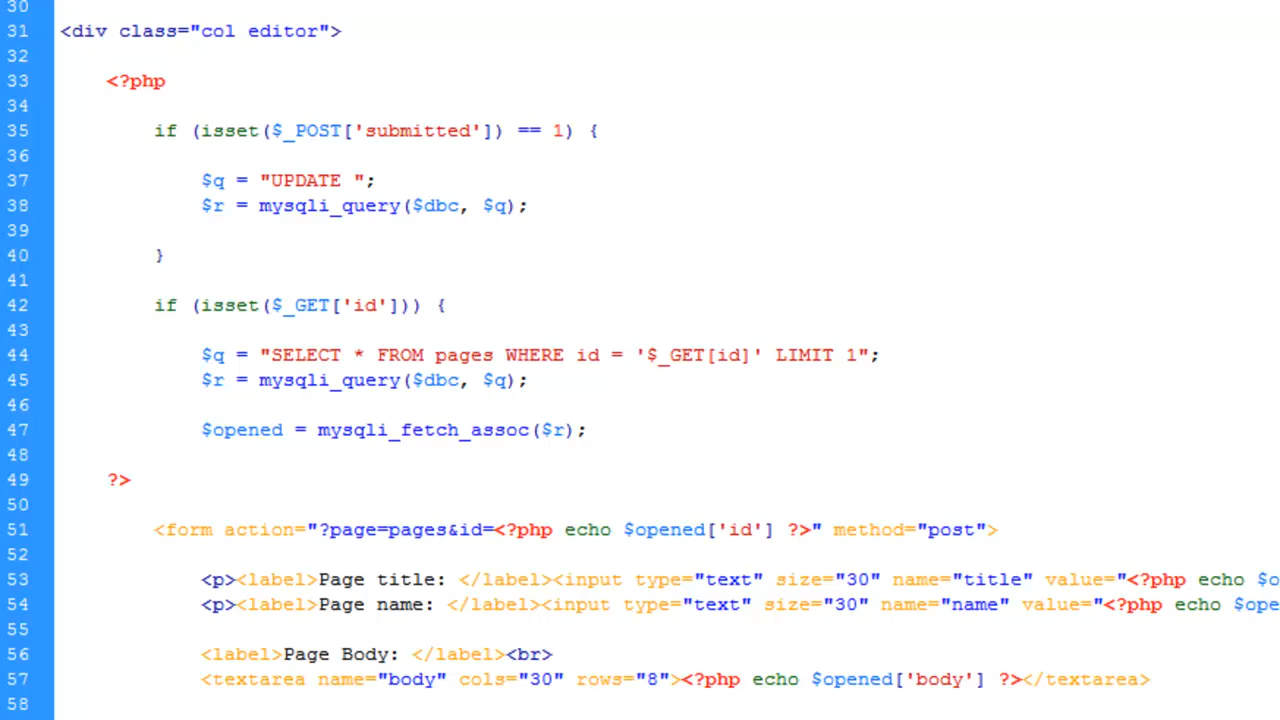 30
31 <div class="col editor">
32
33 <?php
34
35 if (isset($_POST['submitted']) == 1) {
36
37 $q = "UPDATE ";
38 $r = mysqli_query($dbc, $q);
39
40 }
41
42 if (isset($_GET['id'])) {
43
44 $q = "SELECT * FROM pages WHERE id = '$_GET[id]' LIMIT 1";
45 $r = mysqli_query($dbc, $q);
46
47 $opened = mysqli_fetch_assoc($r);
48
49 ?>
50
51 <form action="?page=pages&id=<?php echo $opened['id'] ?>" method="post">
52
53 <p><label>Page title: </label><input type="text" size="30" name="title" value="<?php echo $o
54 <p><label>Page name: </label><input type="text" size="30" name="name" value="<?php echo $ope
55
56 <label>Page Body: </label><br>
57 <textarea name="body" cols="30" rows="8"><?php echo $opened['body'] ?></textarea>
58